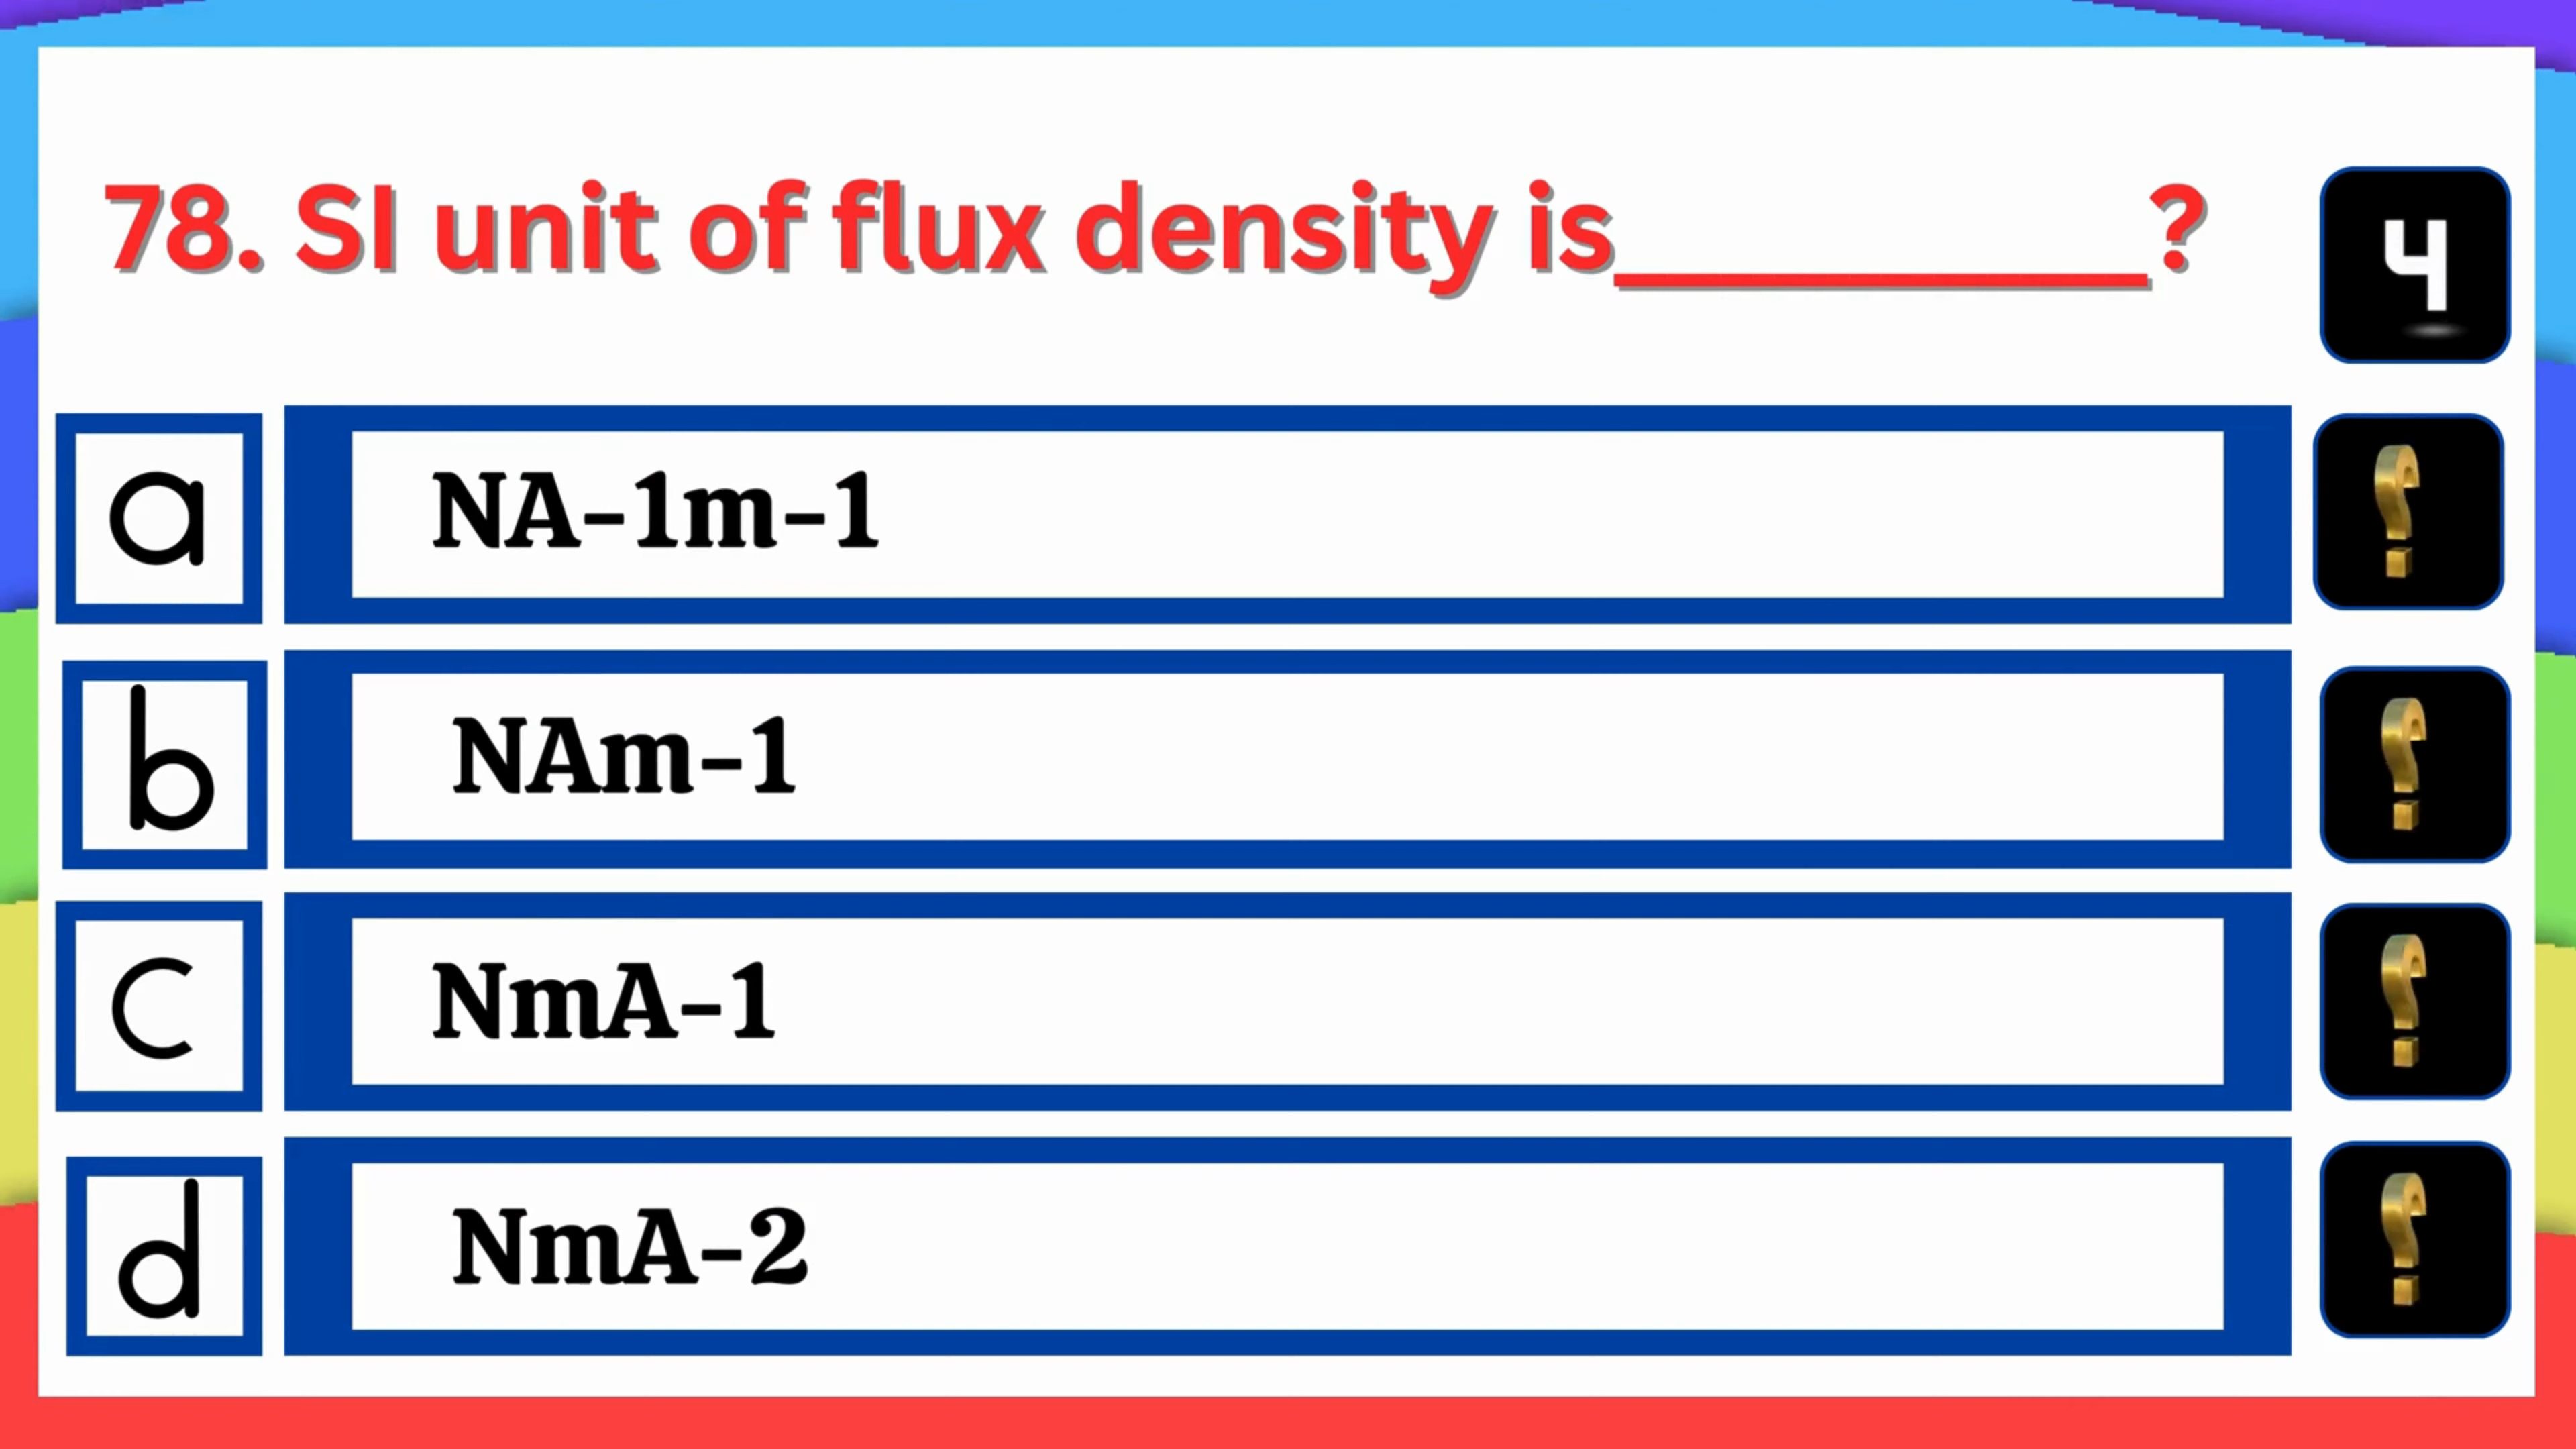 78. SI unit of flux density is__________?
4
a
NA-1m-1
?
b
NAm-1
?
c
NmA-1
?
d
NmA-2
?